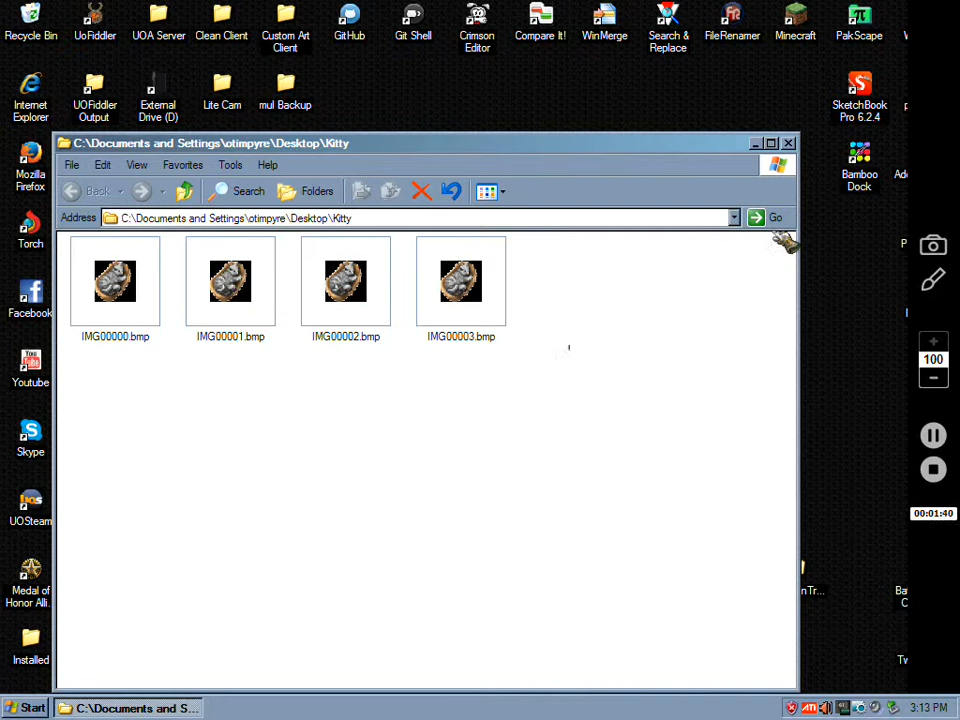 Recycle Bin
UoFiddler
UOA Server
Clean Client
Custom Art
Client
GitHub
Git Shell
Crimson
Editor
Compare It!
WinMerge
Search &
Replace
FileRenamer
Minecraft
PakScape
Internet
Explorer
UOFiddler
Output
External
Drive (D)
Lite Cam
mul Backup
SketchBook
Pro 6.2.4
C:\Documents and Settings\otimpyre\Desktop\Kitty
File Edit View Favorites Tools Help
Back Search Folders
Address C:\Documents and Settings\otimpyre\Desktop\Kitty Go
IMG00000.bmp IMG00001.bmp IMG00002.bmp IMG00003.bmp
Mozilla
Firefox
Bamboo
Dock
Torch
Facebook
You
Tube
Youtube
Skype
UOS
UOSteam
Medal of
Honor Alli...
Installed
100
00:01:40
Start
C:\Documents and S...
ATI
3:13 PM